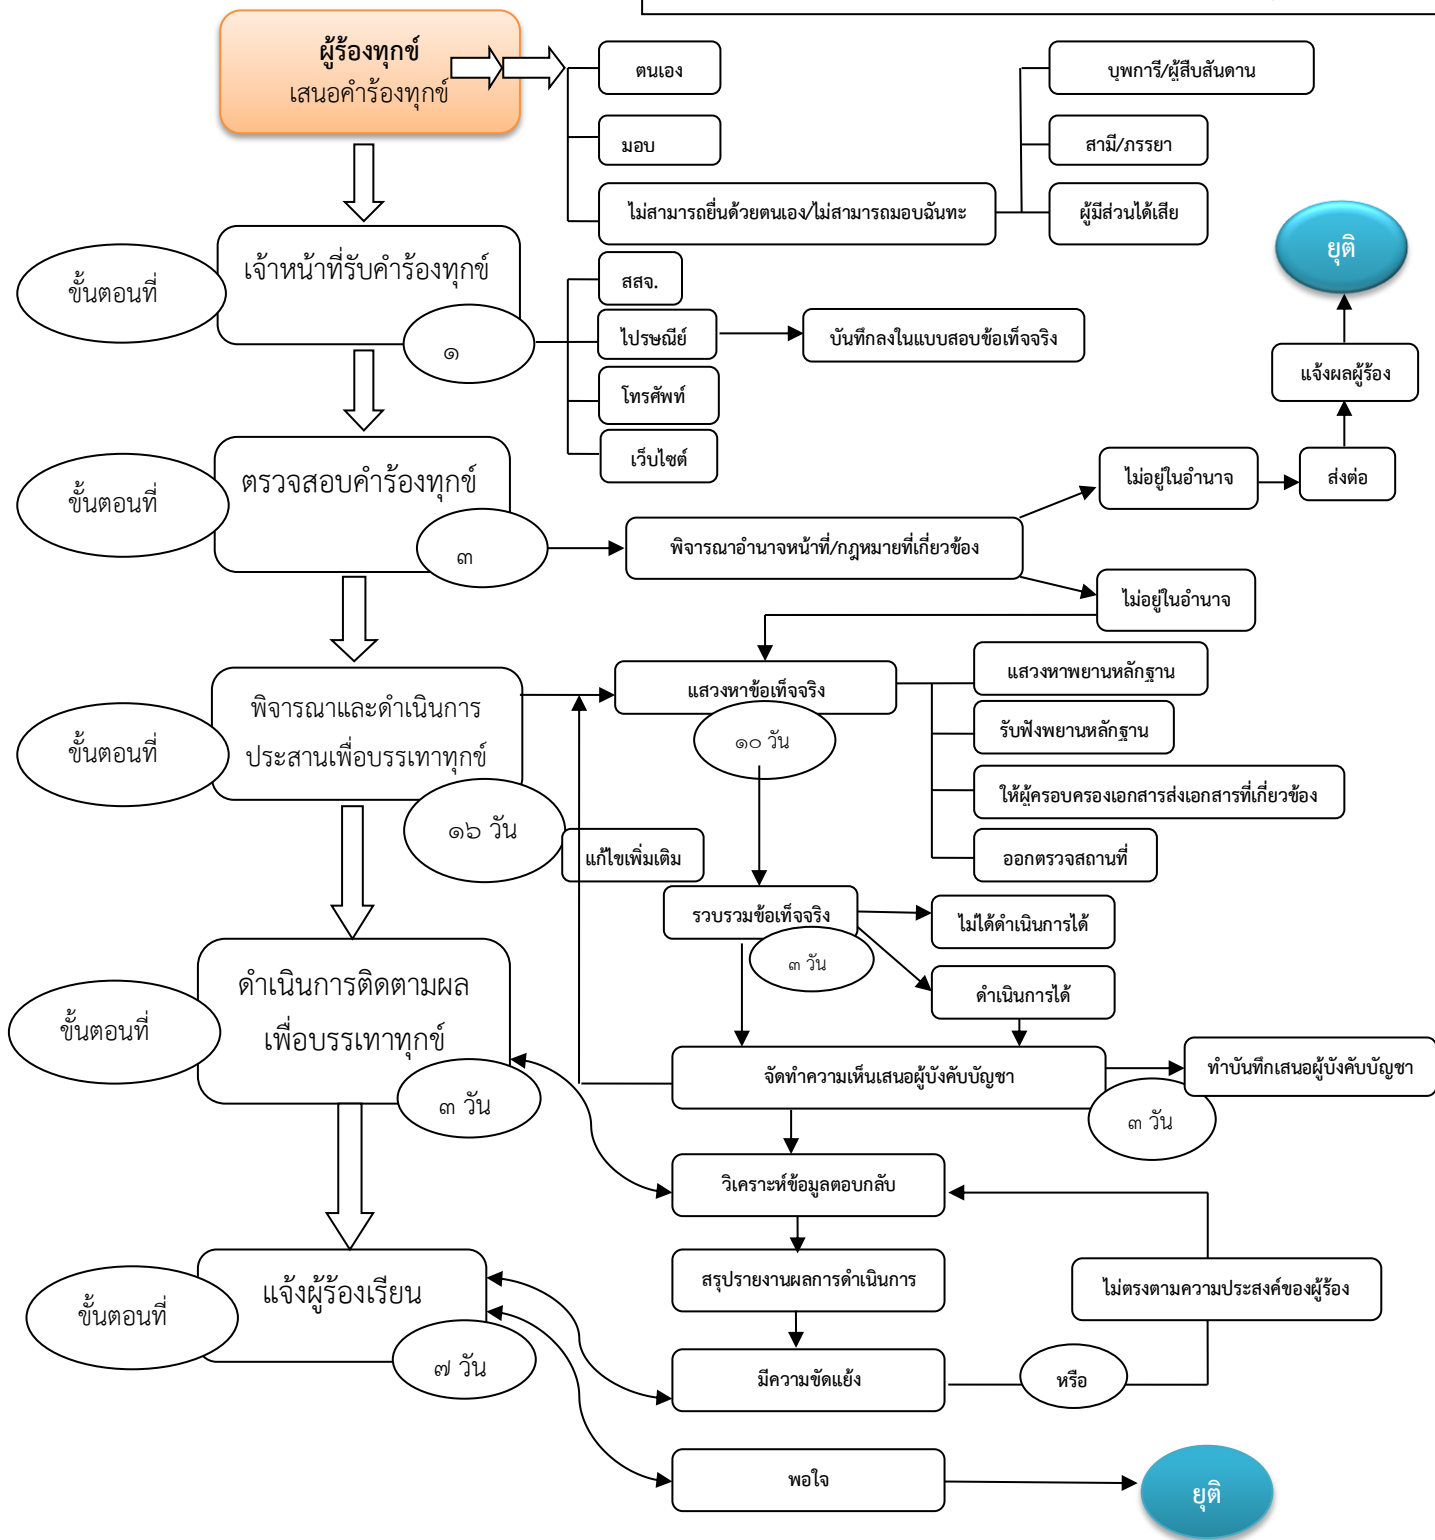 ผู้ร้องทุกข์
เสนอคำร้องทุกข์
ตนเอง
มอบ
ไม่สามารถยื่นด้วยตนเอง/ไม่สามารถมอบฉันทะ
บุพการี/ผู้สืบสันดาน
สามี/ภรรยา
ผู้มีส่วนได้เสีย
ยุติ
แจ้งผลผู้ร้อง
ส่งต่อ
ขั้นตอนที่
เจ้าหน้าที่รับคำร้องทุกข์
๑
สสจ.
ไปรษณีย์
โทรศัพท์
เว็บไซต์
บันทึกลงในแบบสอบข้อเท็จจริง
ขั้นตอนที่
ตรวจสอบคำร้องทุกข์
๓
พิจารณาอำนาจหน้าที่/กฎหมายที่เกี่ยวข้อง
ไม่อยู่ในอำนาจ
ไม่อยู่ในอำนาจ
ขั้นตอนที่
พิจารณาและดำเนินการ
ประสานเพื่อบรรเทาทุกข์
๑๖ วัน
แสวงหาข้อเท็จจริง
๑๐ วัน
แสวงหาพยานหลักฐาน
รับฟังพยานหลักฐาน
ให้ผู้ครอบครองเอกสารส่งเอกสารที่เกี่ยวข้อง
ออกตรวจสถานที่
แก้ไขเพิ่มเติม
รวบรวมข้อเท็จจริง
๓ วัน
ไม่ได้ดำเนินการได้
ดำเนินการได้
ขั้นตอนที่
ดำเนินการติดตามผล
เพื่อบรรเทาทุกข์
๓ วัน
จัดทำความเห็นเสนอผู้บังคับบัญชา
๓ วัน
ทำบันทึกเสนอผู้บังคับบัญชา
วิเคราะห์ข้อมูลตอบกลับ
สรุปรายงานผลการดำเนินการ
ไม่ตรงตามความประสงค์ของผู้ร้อง
ขั้นตอนที่
แจ้งผู้ร้องเรียน
๗ วัน
มีความขัดแย้ง
หรือ
พอใจ
ยุติ